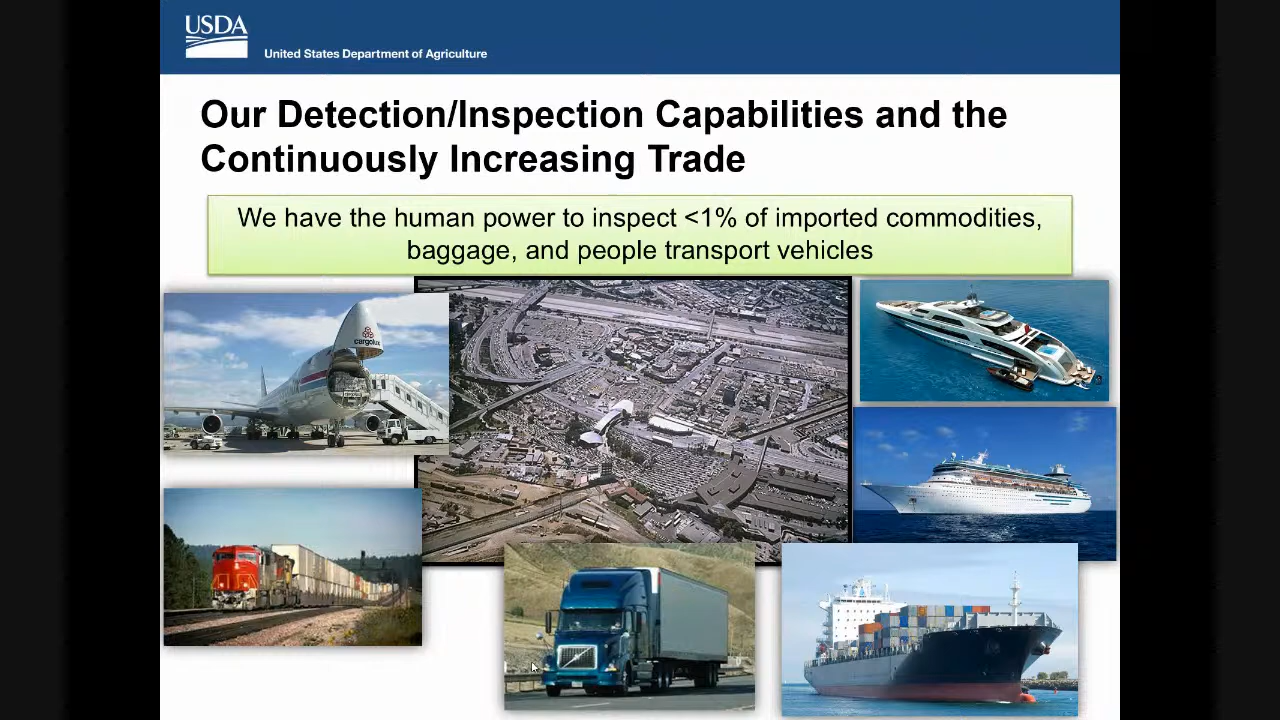 USDA
United States Department of Agriculture
Our Detection/Inspection Capabilities and the
Continuously Increasing Trade
We have the human power to inspect <1% of imported commodities,
baggage, and people transport vehicles
cargolux